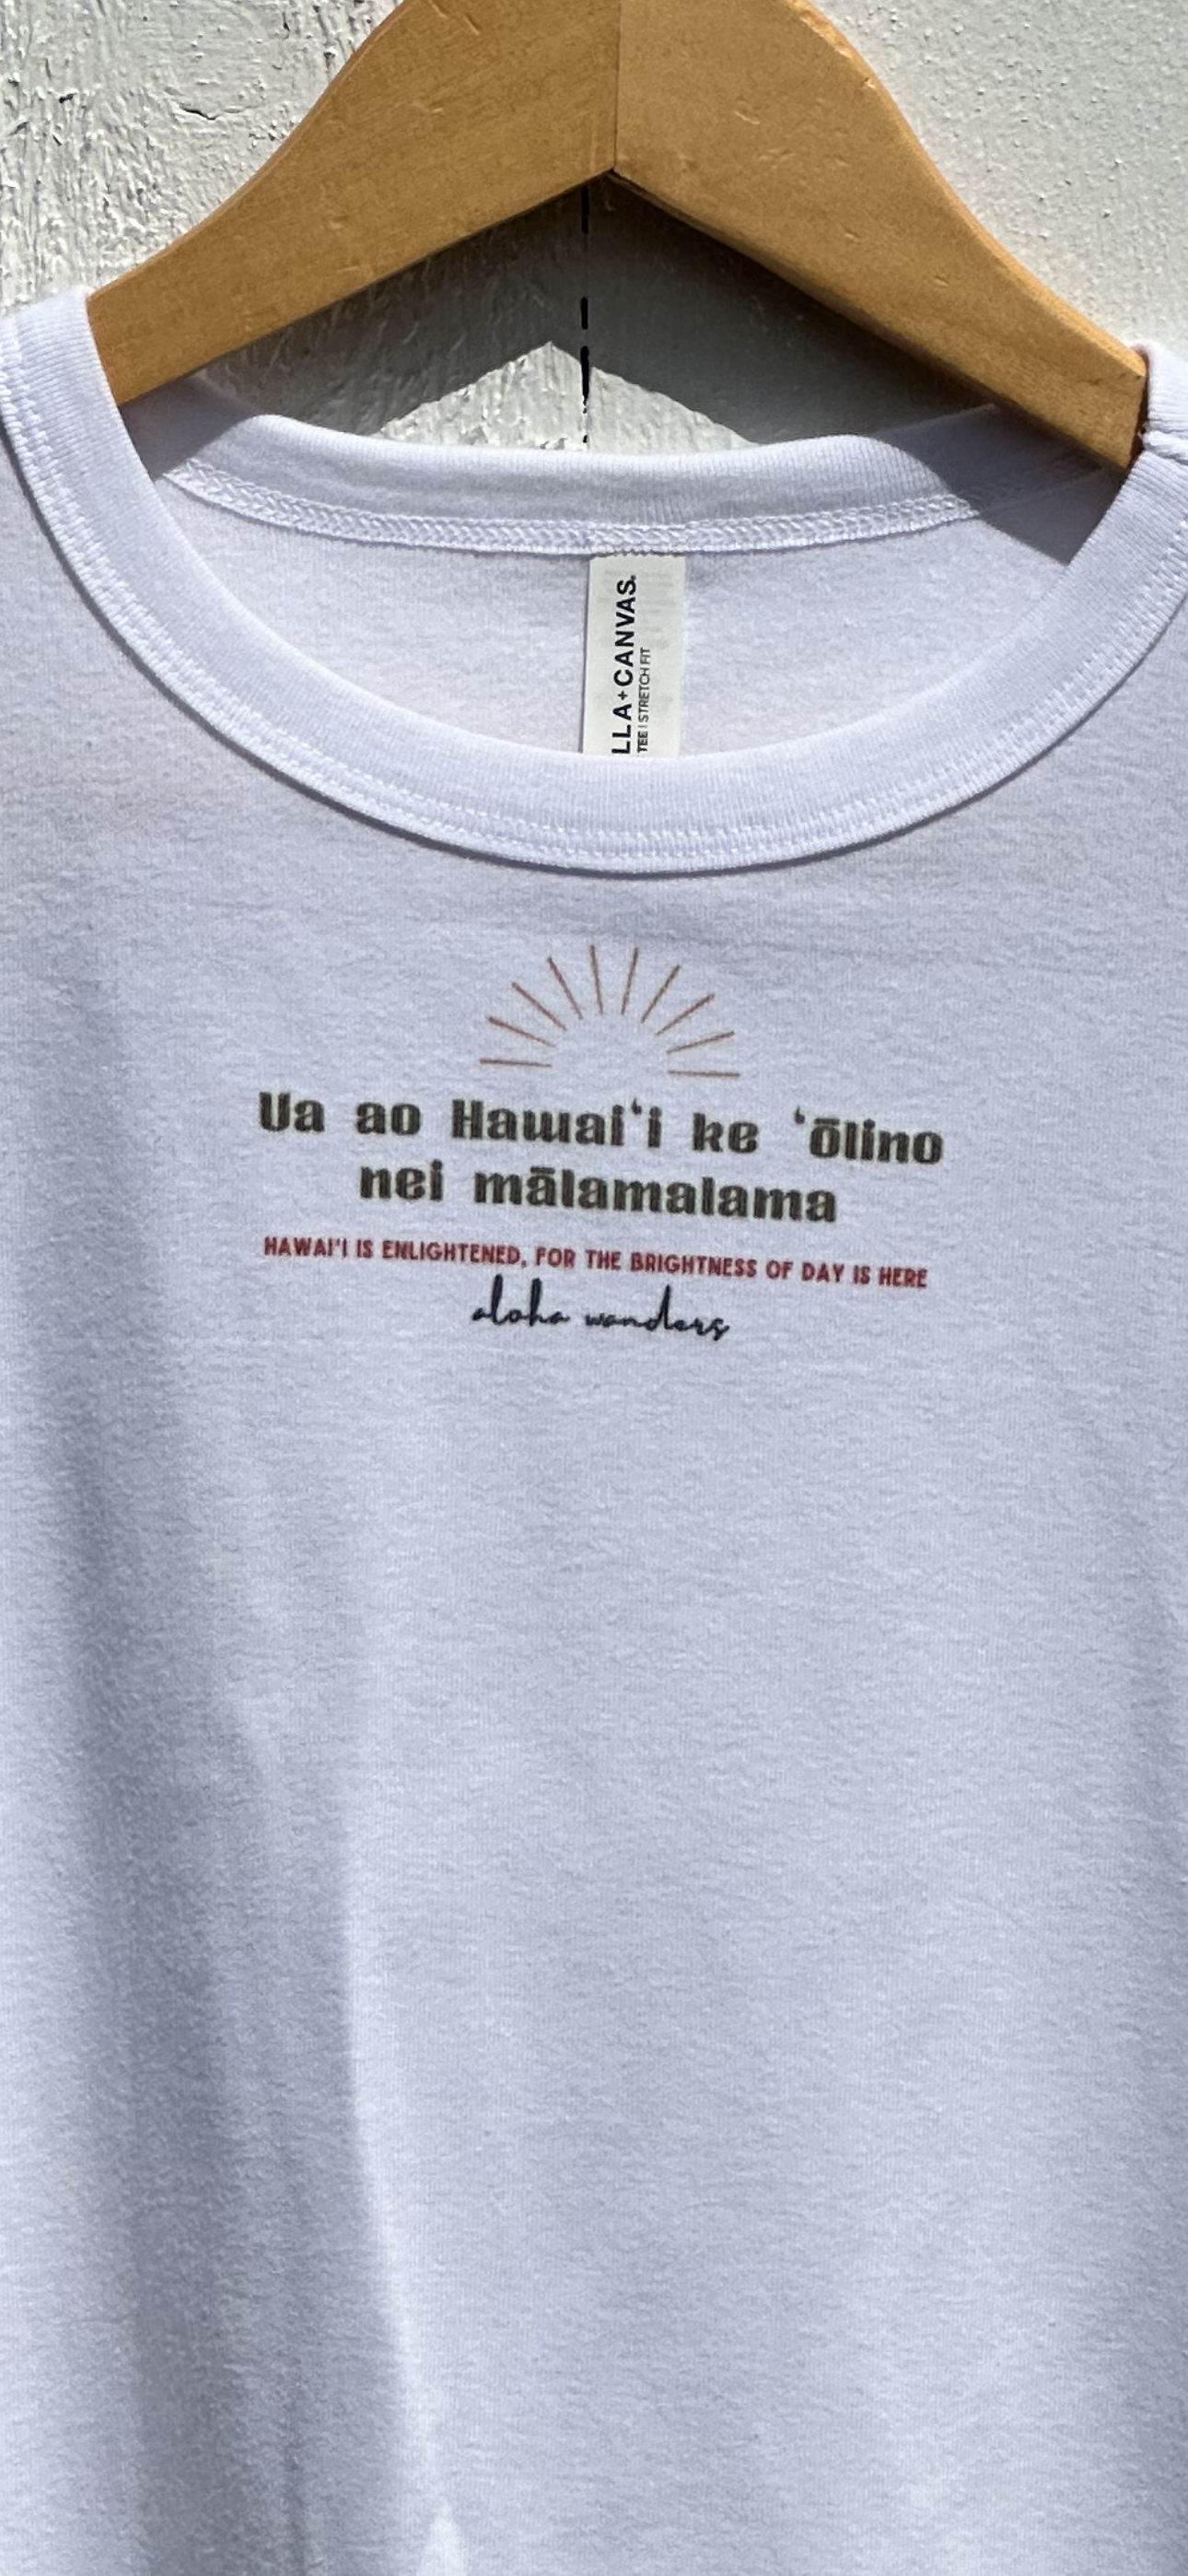 LLA+CANVAS.
TEE | STRETCH FIT
Ua ao Hawaiʻi ke ʻōlino
nei mālamalama
HAWAI'I IS ENLIGHTENED, FOR THE BRIGHTNESS OF DAY IS HERE
aloha wanders